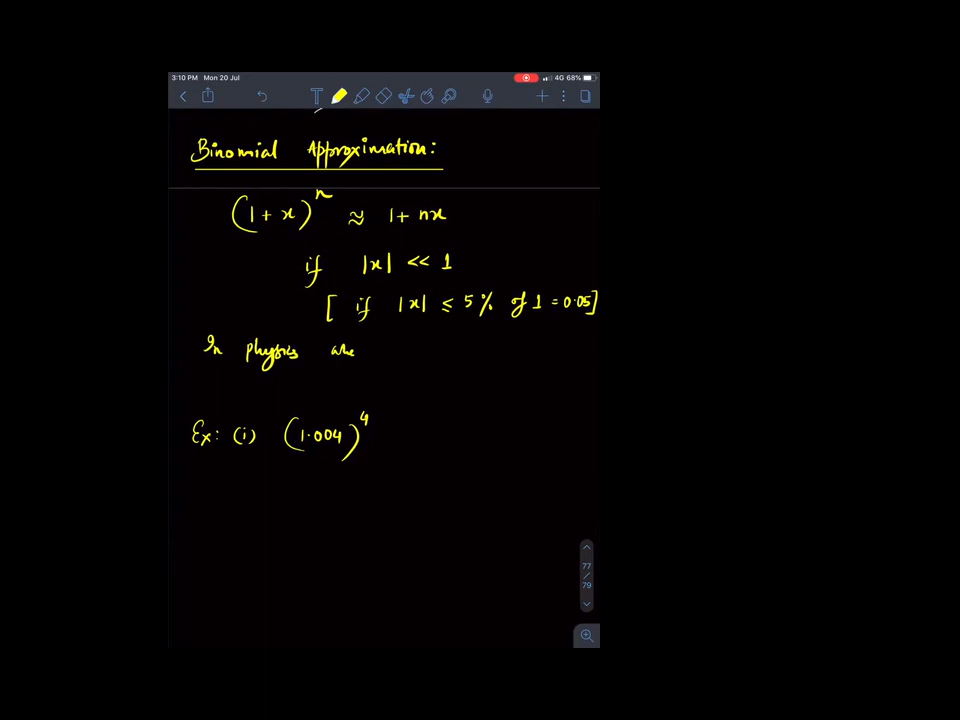 3:10 PM Mon 20 Jul 4G 68%
T
Binomial Approximation:
(1 + x)^n ≈ 1 + nx
if |x| << 1
[ if |x| ≤ 5% of 1 = 0.05]
In physics are
Ex: (i) (1.004)^4
77
/
79